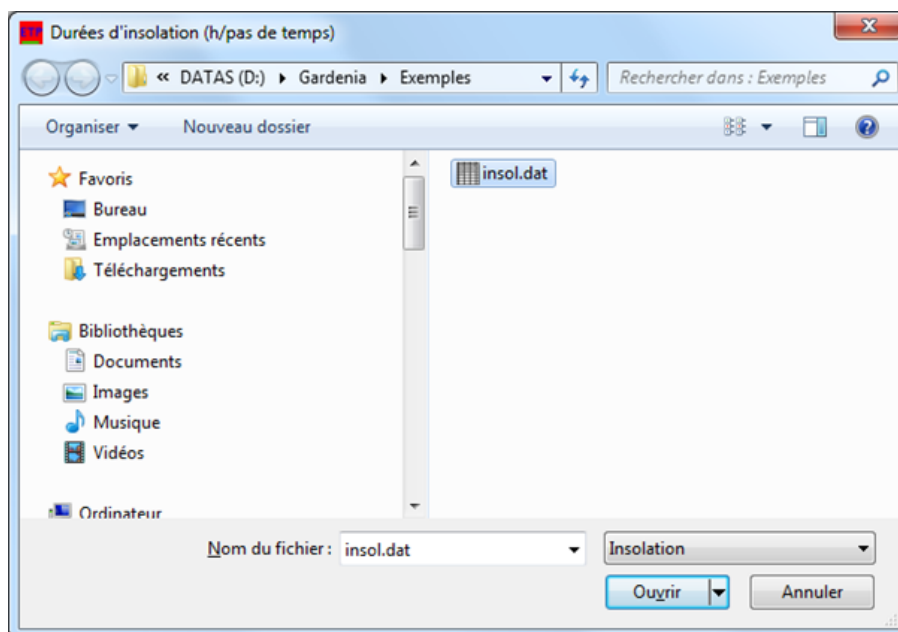 ETP Durées d'insolation (h/pas de temps)
« DATAS (D:) Gardenia Exemples Rechercher dans : Exemples
Organiser Nouveau dossier
Favoris
Bureau
Emplacements récents
Téléchargements
Bibliothèques
Documents
Images
Musique
Vidéos
Ordinateur
insol.dat
Nom du fichier : insol.dat Insolation
Ouvrir Annuler